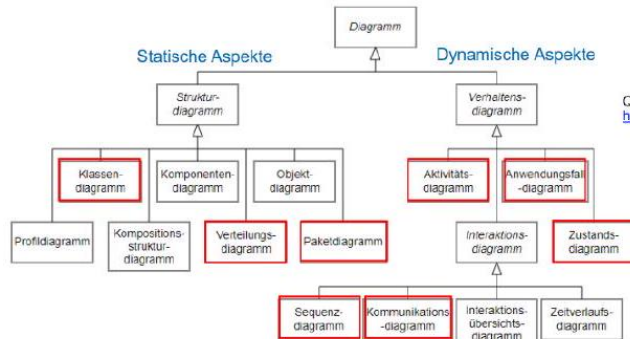 Diagramm
Statische Aspekte
Dynamische Aspekte
Struktur-
diagramm
Verhaltens-
diagramm
Klassen-
diagramm
Komponenten-
diagramm
Objekt-
diagramm
Aktivitäts-
diagramm
Anwendungsfall
-diagramm
Profildiagramm
Kompositions-
struktur-
diagramm
Verteilungs-
diagramm
Paketdiagramm
Interaktions-
diagramm
Zustands-
diagramm
Sequenz-
diagramm
Kommunikations
-diagramm
Interaktions-
übersichts-
diagramm
Zeitverlaufs-
diagramm